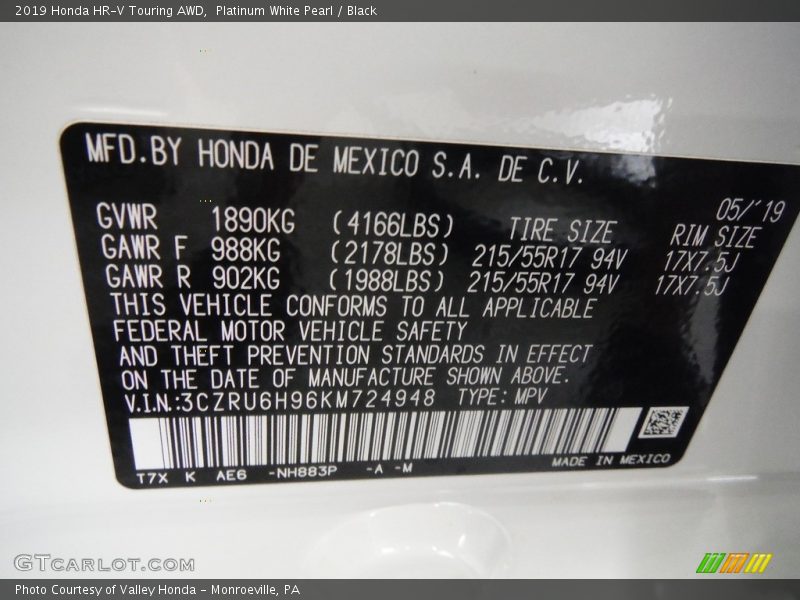 2019 Honda HR-V Touring AWD, Platinum White Pearl / Black
MFD.BY HONDA DE MEXICO S.A. DE C.V.
05/'19
GVWR 1890KG (4166LBS) TIRE SIZE RIM SIZE
GAWR F 988KG (2178LBS) 215/55R17 94V 17X7.5J
GAWR R 902KG (1988LBS) 215/55R17 94V 17X7.5J
THIS VEHICLE CONFORMS TO ALL APPLICABLE
FEDERAL MOTOR VEHICLE SAFETY
AND THEFT PREVENTION STANDARDS IN EFFECT
ON THE DATE OF MANUFACTURE SHOWN ABOVE.
V.I.N.:3CZRU6H96KM724948 TYPE: MPV
T7X K AE6 -NH883P -A -M MADE IN MEXICO
GTCARLOT.COM
Photo Courtesy of Valley Honda - Monroeville, PA